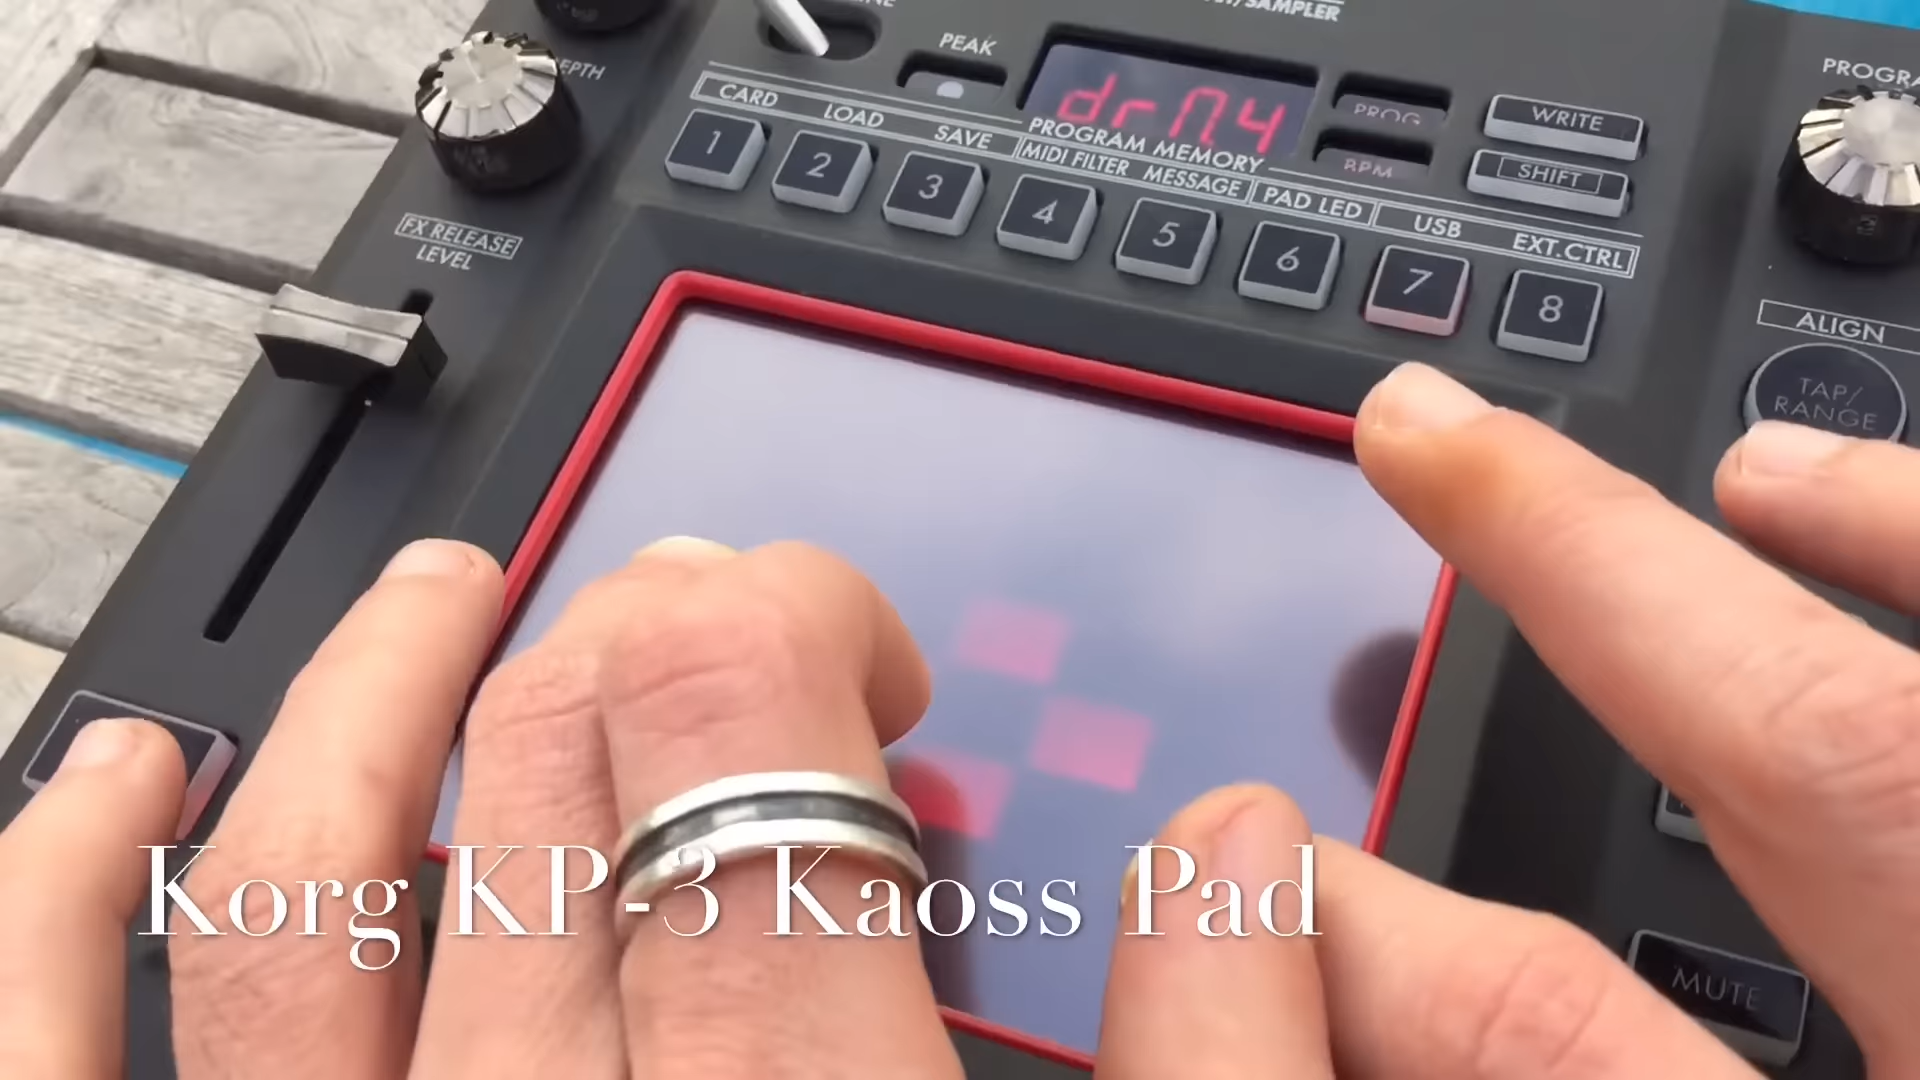 /SAMPLER
PEAK
EPTH
PROGRA
drM4
PROG
WRITE
CARD
LOAD
SAVE
PROGRAM MEMORY
BPM
SHIFT
MIDI FILTER
MESSAGE
PAD LED
USB
EXT.CTRL
1
2
3
4
5
6
7
8
FX RELEASE
LEVEL
ALIGN
TAP/
RANGE
Korg KP-3 Kaoss Pad
MUTE